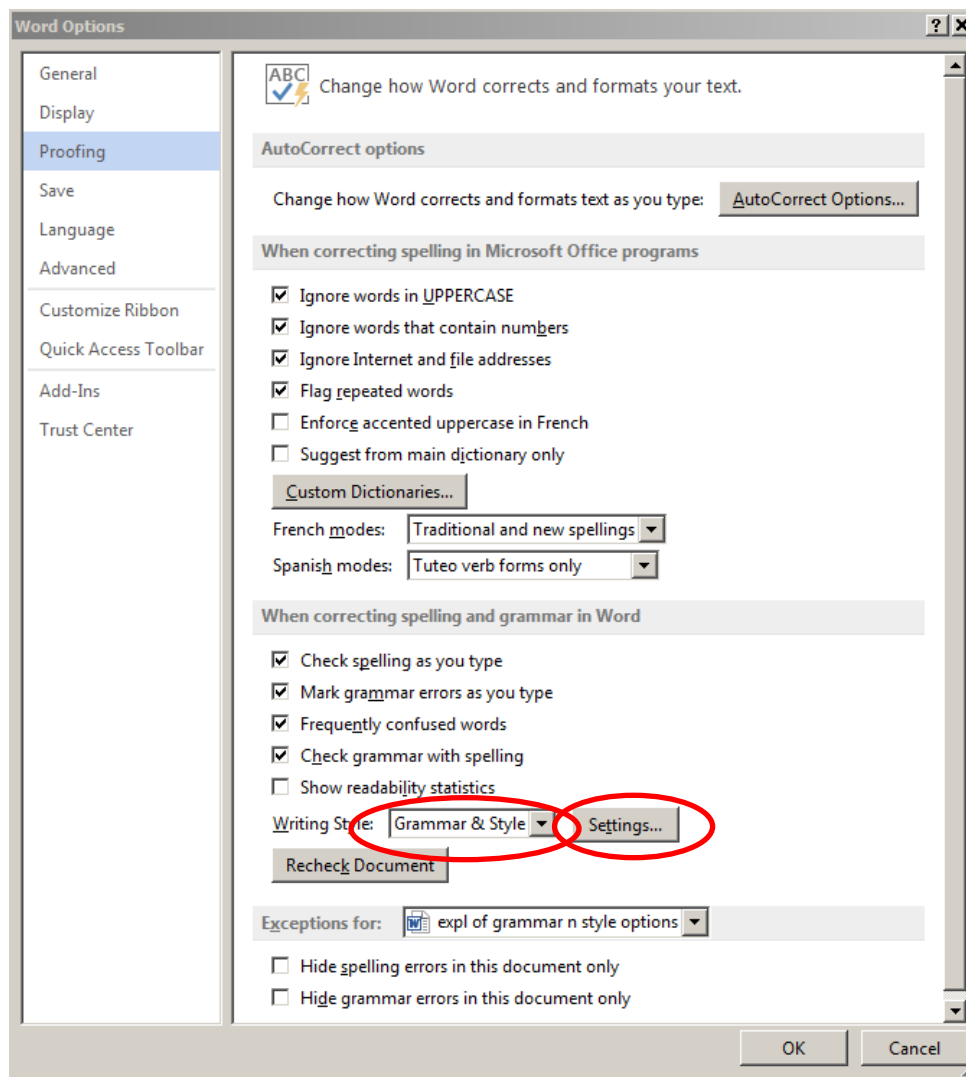 Word Options
General
Display
Proofing
Save
Language
Advanced
Customize Ribbon
Quick Access Toolbar
Add-Ins
Trust Center
ABC
Change how Word corrects and formats your text.
AutoCorrect options
Change how Word corrects and formats text as you type: AutoCorrect Options...
When correcting spelling in Microsoft Office programs
Ignore words in UPPERCASE
Ignore words that contain numbers
Ignore Internet and file addresses
Flag repeated words
Enforce accented uppercase in French
Suggest from main dictionary only
Custom Dictionaries...
French modes: Traditional and new spellings
Spanish modes: Tuteo verb forms only
When correcting spelling and grammar in Word
Check spelling as you type
Mark grammar errors as you type
Frequently confused words
Check grammar with spelling
Show readability statistics
Writing Style: Grammar & Style Settings...
Recheck Document
Exceptions for: expl of grammar n style options
Hide spelling errors in this document only
Hide grammar errors in this document only
OK Cancel